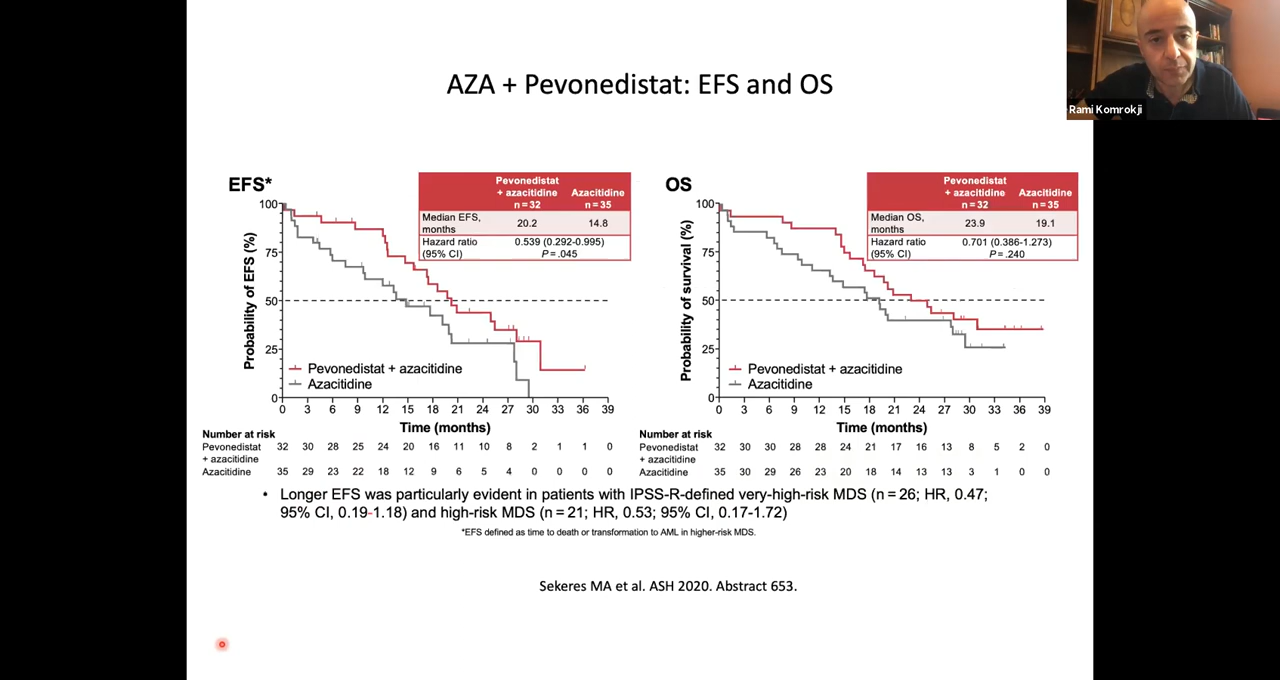 Rami Komrokji
AZA + Pevonedistat: EFS and OS
EFS*
Pevonedistat
+ azacitidine
n = 32
Azacitidine
n = 35
Median EFS,
months
20.2
14.8
Hazard ratio
(95% CI)
0.539 (0.292-0.995)
P = .045
Probability of EFS (%)
100
75
50
25
0
Pevonedistat + azacitidine
Azacitidine
0 3 6 9 12 15 18 21 24 27 30 33 36 39
Time (months)
Number at risk
Pevonedistat
+ azacitidine
32 30 28 25 24 20 16 11 10 8 2 1 1 0
Azacitidine
35 29 23 22 18 12 9 6 5 4 0 0 0 0
OS
Pevonedistat
+ azacitidine
n = 32
Azacitidine
n = 35
Median OS,
months
23.9
19.1
Hazard ratio
(95% CI)
0.701 (0.386-1.273)
P = .240
Probability of survival (%)
100
75
50
25
0
Pevonedistat + azacitidine
Azacitidine
0 3 6 9 12 15 18 21 24 27 30 33 36 39
Time (months)
Number at risk
Pevonedistat
+ azacitidine
32 30 30 28 28 24 21 17 16 13 8 5 2 0
Azacitidine
35 30 29 26 23 20 18 14 13 13 3 1 0 0
• Longer EFS was particularly evident in patients with IPSS-R-defined very-high-risk MDS (n = 26; HR, 0.47;
95% CI, 0.19-1.18) and high-risk MDS (n = 21; HR, 0.53; 95% CI, 0.17-1.72)
*EFS defined as time to death or transformation to AML in higher-risk MDS.
Sekeres MA et al. ASH 2020. Abstract 653.